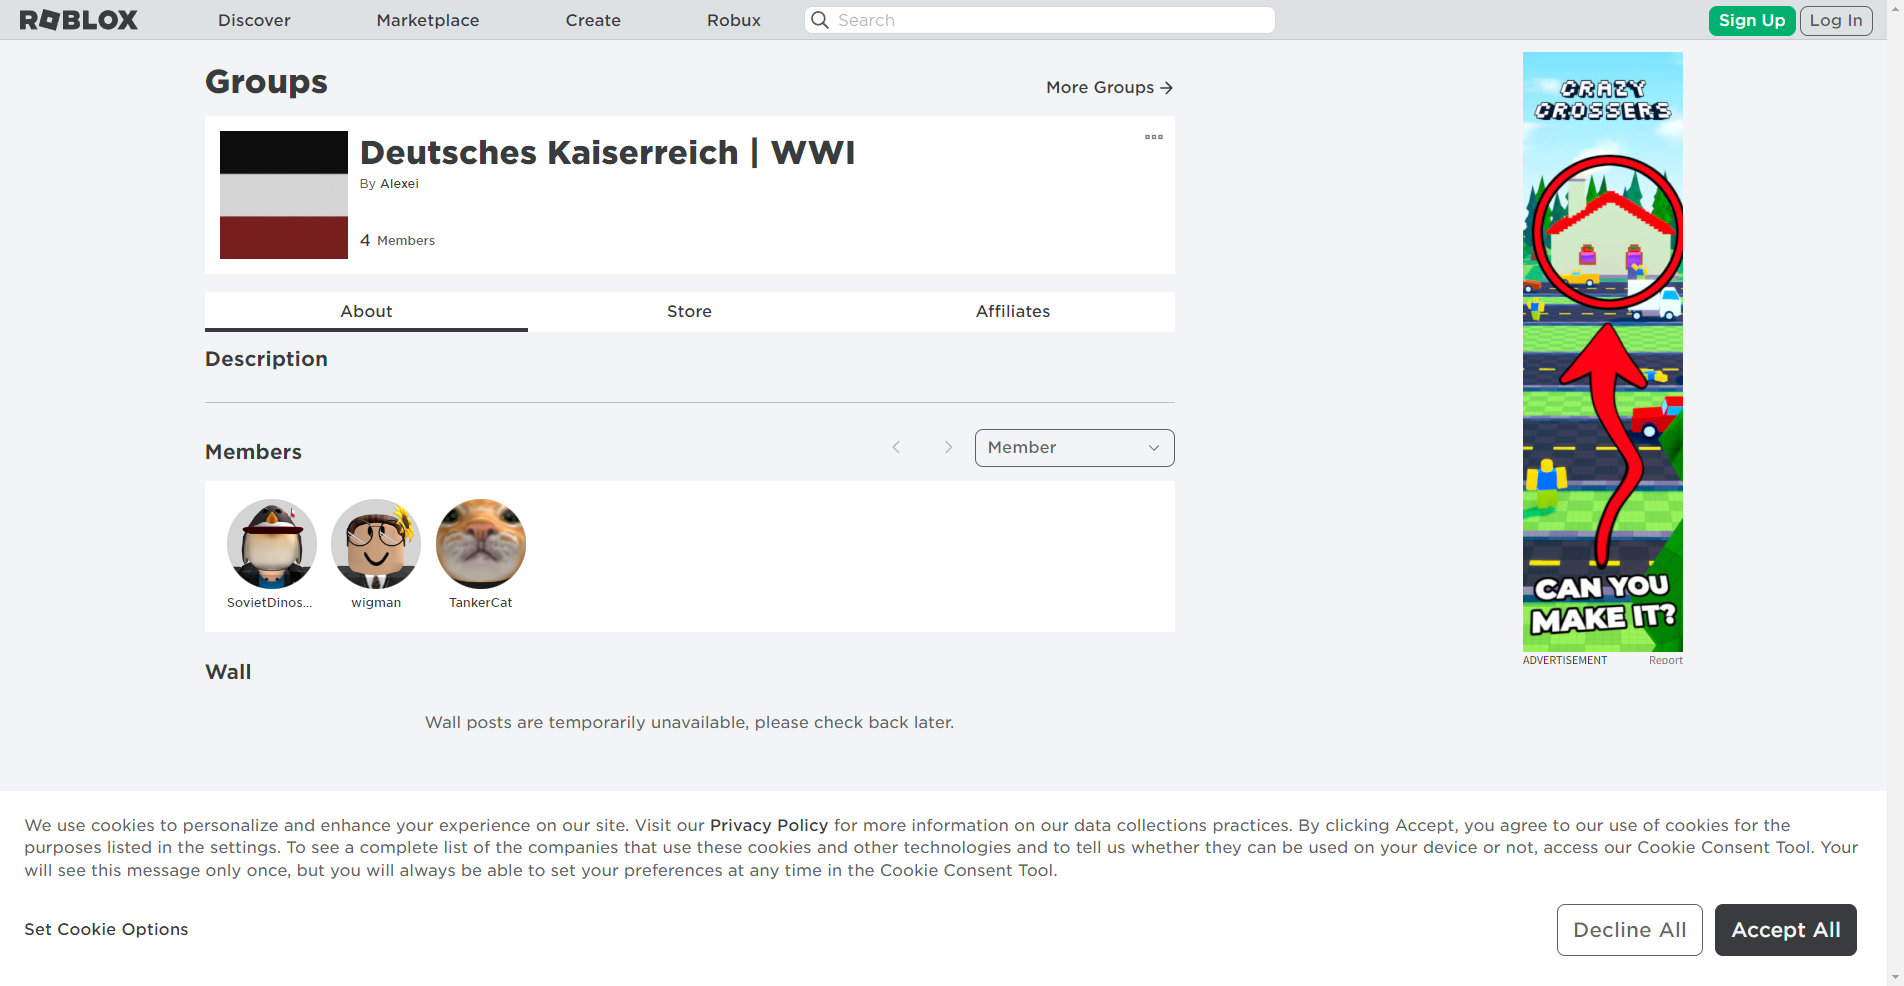 ROBLOX
Discover
Marketplace
Create
Robux
Search
Sign Up
Log In
Groups
More Groups
Deutsches Kaiserreich | WWI
By Alexei
4 Members
About
Store
Affiliates
Description
Members
Member
SovietDinos...
wigman
TankerCat
Wall
Wall posts are temporarily unavailable, please check back later.
CRAZY
CROSSERS
CAN YOU
MAKE IT?
ADVERTISEMENT
Report
We use cookies to personalize and enhance your experience on our site. Visit our Privacy Policy for more information on our data collections practices. By clicking Accept, you agree to our use of cookies for the
purposes listed in the settings. To see a complete list of the companies that use these cookies and other technologies and to tell us whether they can be used on your device or not, access our Cookie Consent Tool. Your
will see this message only once, but you will always be able to set your preferences at any time in the Cookie Consent Tool.
Set Cookie Options
Decline All
Accept All